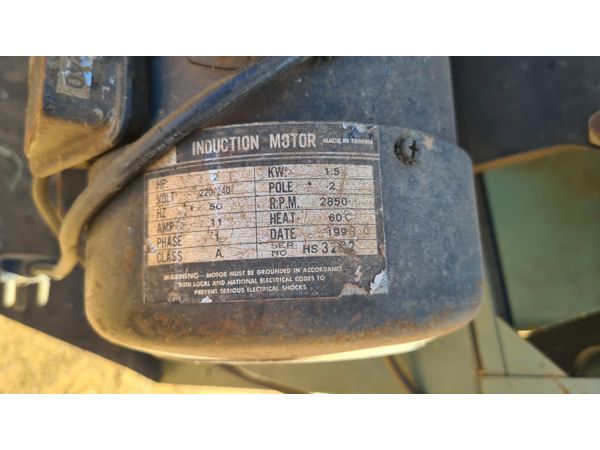 INDUCTION MOTOR MADE IN TAIWAN
HP 2 KW. 1.5
VOLT 220/240 POLE 2
HZ 50 R.P.M. 2850
AMP 11 HEAT 60 C
PHASE 1 DATE 1998
CLASS A SER NO HS
WARNING- MOTOR MUST BE GROUNDED IN ACCORDANCE
WITH LOCAL AND NATIONAL ELECTRICAL CODES TO
PREVENT SERIOUS ELECTRICAL SHOCKS